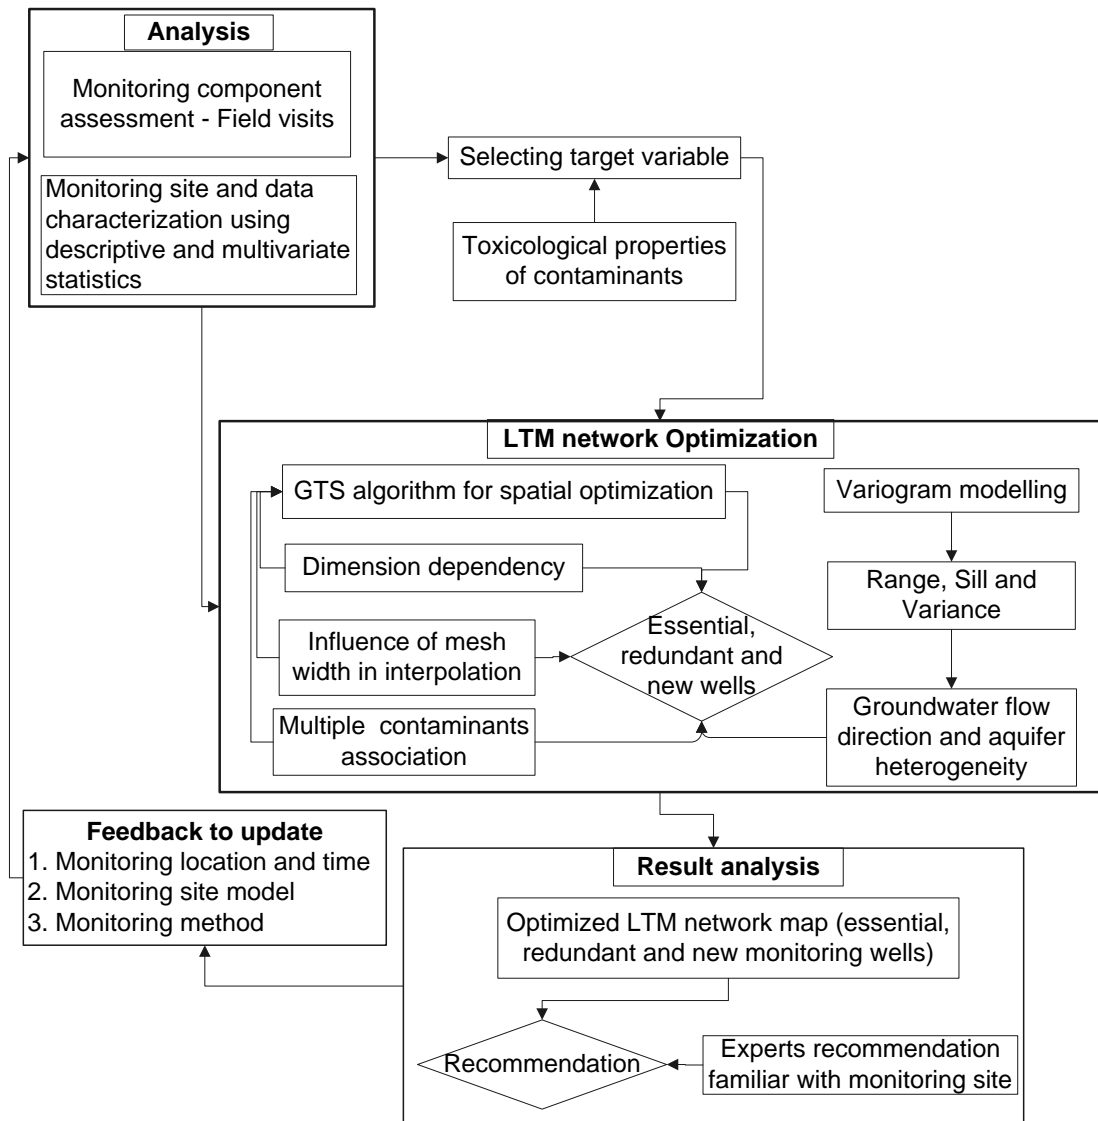 Analysis
Monitoring component
assessment - Field visits
Monitoring site and data
characterization using
descriptive and multivariate
statistics
Selecting target variable
Toxicological properties
of contaminants
LTM network Optimization
GTS algorithm for spatial optimization
Dimension dependency
Influence of mesh
width in interpolation
Multiple contaminants
association
Essential,
redundant and
new wells
Variogram modelling
Range, Sill and
Variance
Groundwater flow
direction and aquifer
heterogeneity
Feedback to update
1. Monitoring location and time
2. Monitoring site model
3. Monitoring method
Result analysis
Optimized LTM network map (essential,
redundant and new monitoring wells)
Recommendation
Experts recommendation
familiar with monitoring site